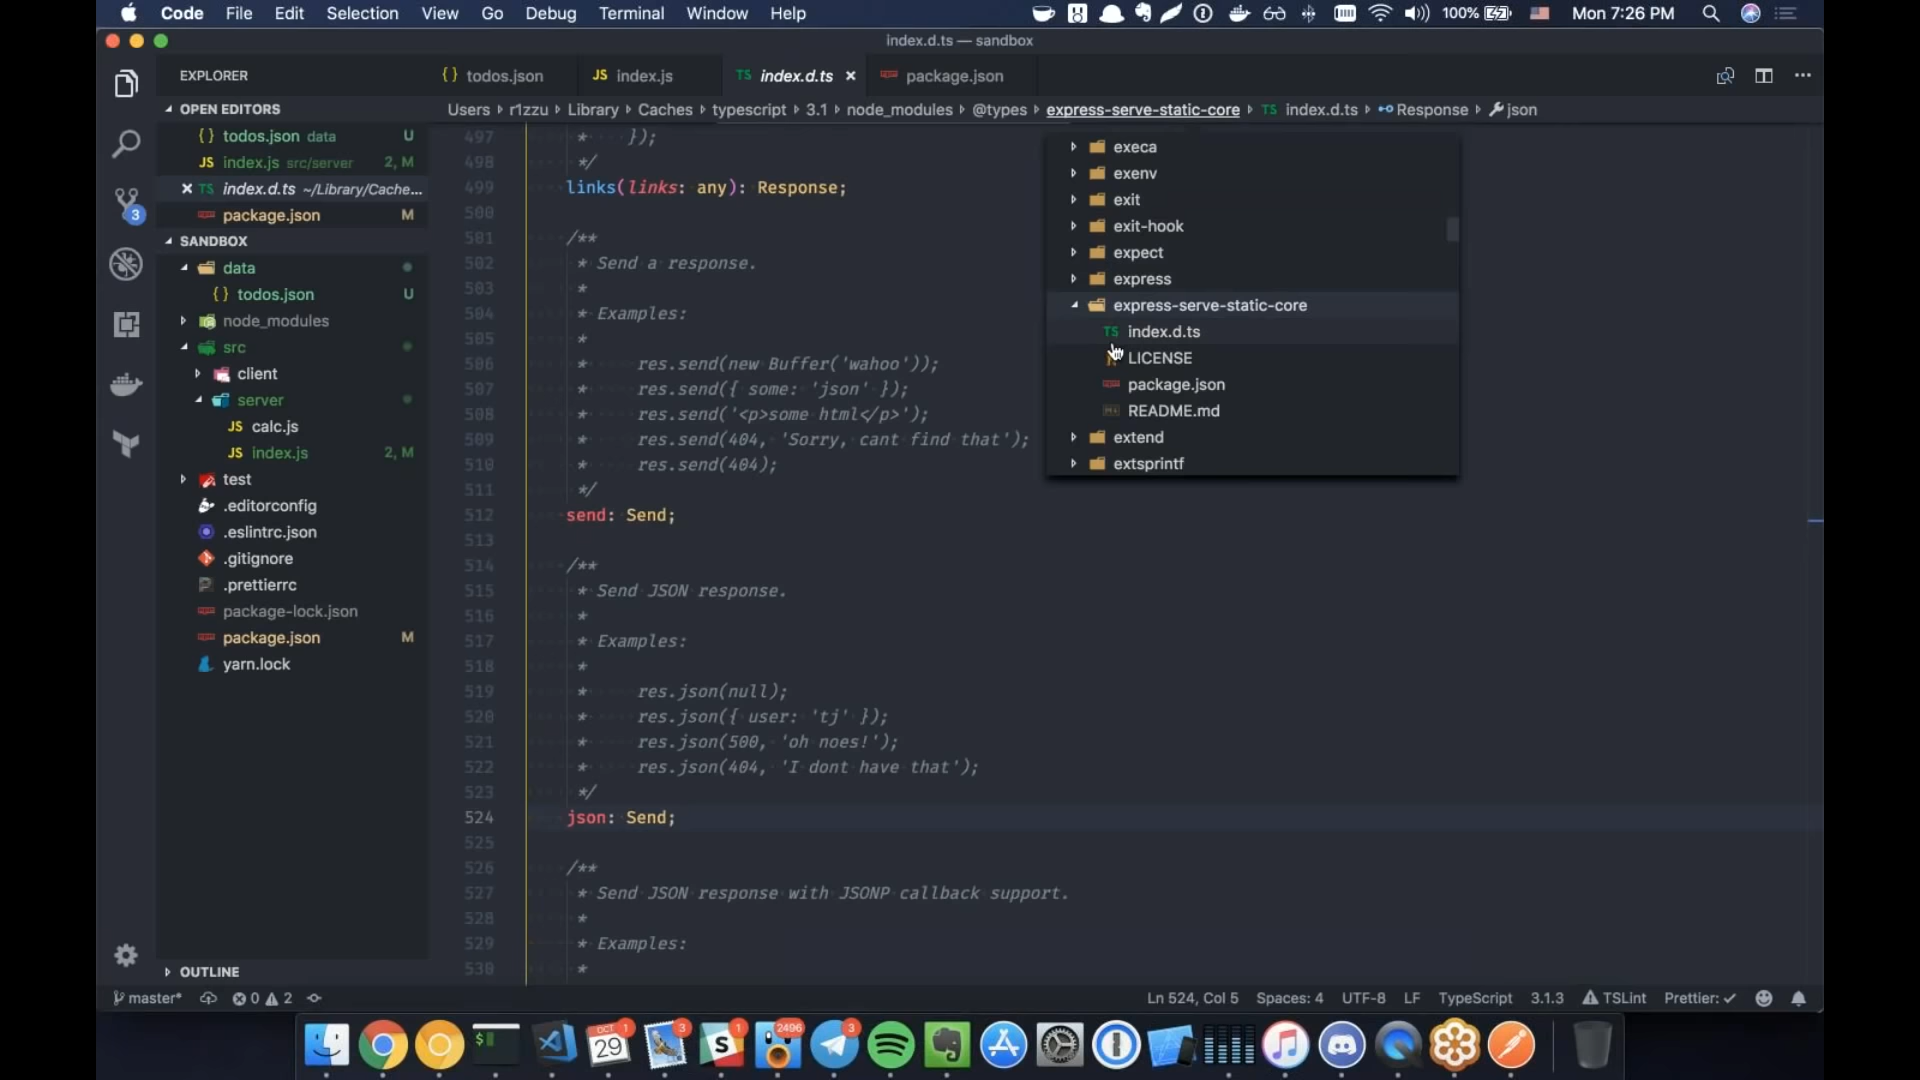 Code File Edit Selection View Go Debug Terminal Window Help
100% Mon 7:26 PM
index.d.ts — sandbox
EXPLORER
{ } todos.json
JS index.js
TS index.d.ts ×
package.json
Users r1zzu Library Caches typescript 3.1 node_modules @types express-serve-static-core TS index.d.ts Response json
OPEN EDITORS
{ } todos.json data U
JS index.js src/server 2, M
× TS index.d.ts ~/Library/Cache...
package.json M
SANDBOX
data
{ } todos.json U
node_modules
src
client
server
JS calc.js
JS index.js 2, M
test
.editorconfig
.eslintrc.json
.gitignore
.prettierrc
package-lock.json
package.json M
yarn.lock
OUTLINE
3
497 * });
498 */
499 links(links: any): Response;
500
501 /**
502 * Send a response.
503 *
504 * Examples:
505 *
506 * res.send(new Buffer('wahoo'));
507 * res.send({ some: 'json' });
508 * res.send('<p>some html</p>');
509 * res.send(404, 'Sorry, cant find that');
510 * res.send(404);
511 */
512 send: Send;
513
514 /**
515 * Send JSON response.
516 *
517 * Examples:
518 *
519 * res.json(null);
520 * res.json({ user: 'tj' });
521 * res.json(500, 'oh noes!');
522 * res.json(404, 'I dont have that');
523 */
524 json: Send;
525
526 /**
527 * Send JSON response with JSONP callback support.
528 *
529 * Examples:
530 *
execa
exenv
exit
exit-hook
expect
express
express-serve-static-core
TS index.d.ts
LICENSE
package.json
README.md
extend
extsprintf
master* 0 2
Ln 524, Col 5 Spaces: 4 UTF-8 LF TypeScript 3.1.3 TSLint Prettier: ✓
$
OCT
29
1
3
S
1
2496
3